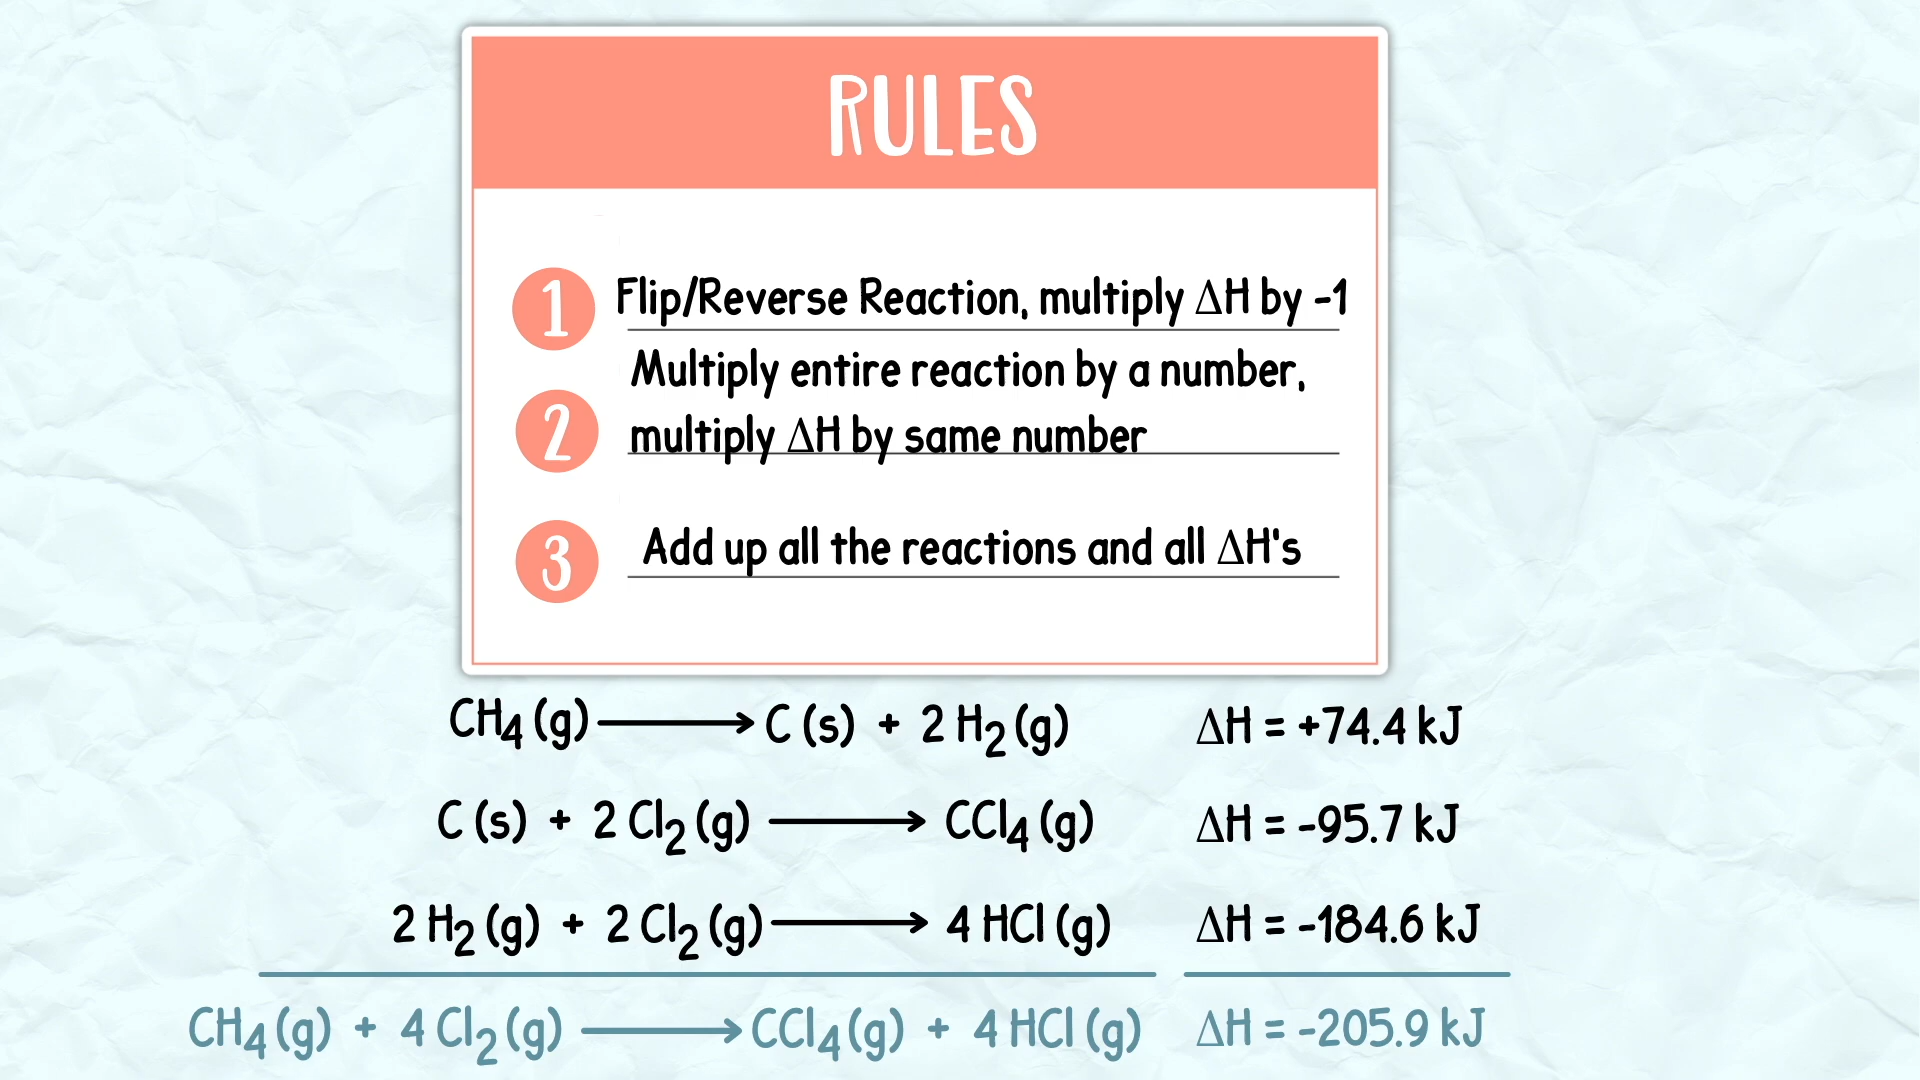 RULES
1 Flip/Reverse Reaction, multiply ΔH by -1
Multiply entire reaction by a number,
2 multiply ΔH by same number
3 Add up all the reactions and all ΔH's
CH₄ (g) ⟶ C (s) + 2 H₂ (g) ΔH = +74.4 kJ
C (s) + 2 Cl₂ (g) ⟶ CCl₄ (g) ΔH = -95.7 kJ
2 H₂ (g) + 2 Cl₂ (g) ⟶ 4 HCl (g) ΔH = -184.6 kJ
CH₄ (g) + 4 Cl₂ (g) ⟶ CCl₄ (g) + 4 HCl (g) ΔH = -205.9 kJ